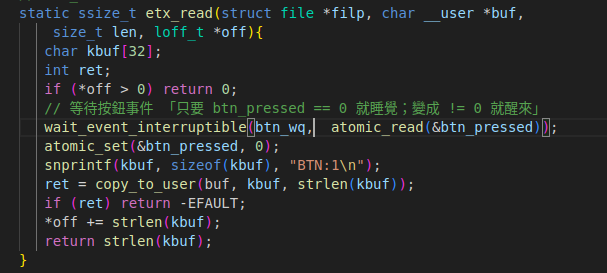 static ssize_t etx_read(struct file *filp, char __user *buf,
size_t len, loff_t *off){
char kbuf[32];
int ret;
if (*off > 0) return 0;
// 等待按鈕事件 「只要 btn_pressed == 0 就睡覺；變成 != 0 就醒來」
wait_event_interruptible(btn_wq,  atomic_read(&btn_pressed));
atomic_set(&btn_pressed, 0);
snprintf(kbuf, sizeof(kbuf), "BTN:1\n");
ret = copy_to_user(buf, kbuf, strlen(kbuf));
if (ret) return -EFAULT;
*off += strlen(kbuf);
return strlen(kbuf);
}